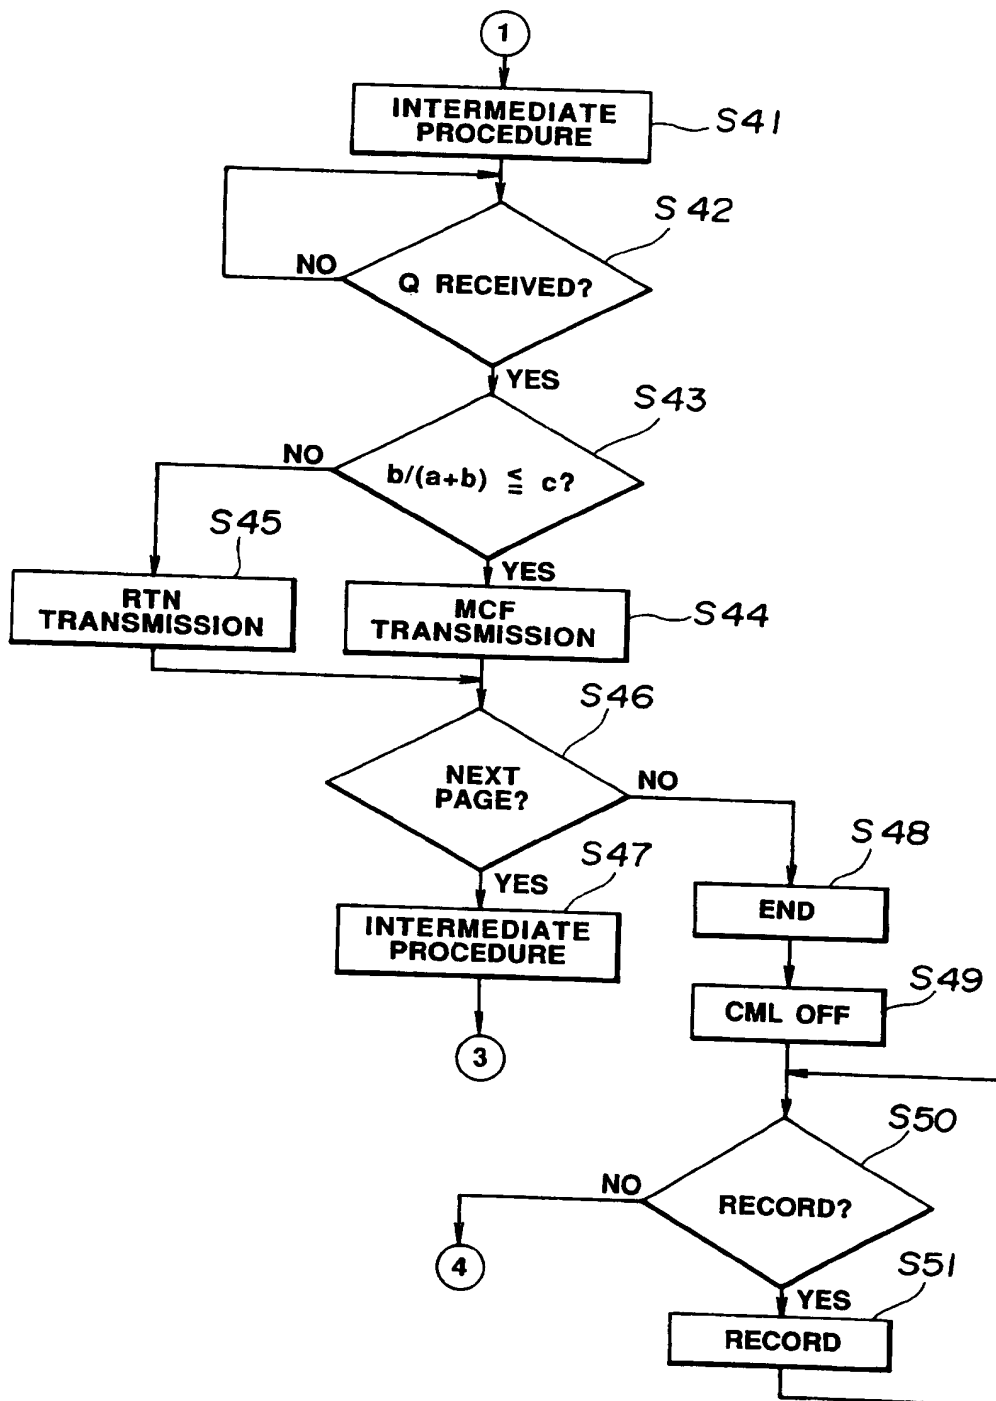 1
INTERMEDIATE
PROCEDURE
S41
S42
NO
Q RECEIVED?
YES
S43
NO
b/(a+b) ≦ c?
S45
YES
RTN
TRANSMISSION
MCF
TRANSMISSION
S44
S46
NEXT
PAGE?
NO
S47
YES
S48
INTERMEDIATE
PROCEDURE
END
S49
CML OFF
3
S50
NO
RECORD?
4
S51
YES
RECORD